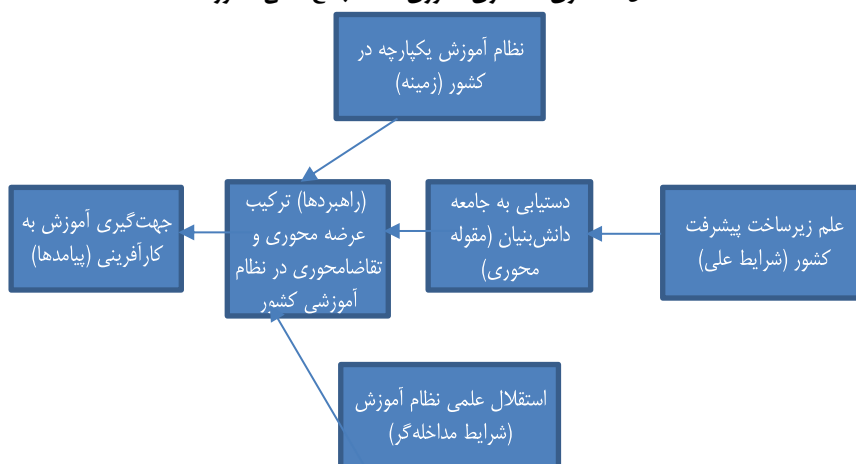 نظام آموزش یکپارچه در
کشور (زمینه)
علم زیرساخت پیشرفت
کشور (شرایط علی)
دستیابی به جامعه
دانش‌بنیان (مقوله
محوری)
(راهبردها) ترکیب
عرضه محوری و
تقاضامحوری در نظام
آموزشی کشور
جهت‌گیری آموزش به
کارآفرینی (پیامدها)
استقلال علمی نظام آموزش
(شرایط مداخله‌گر)